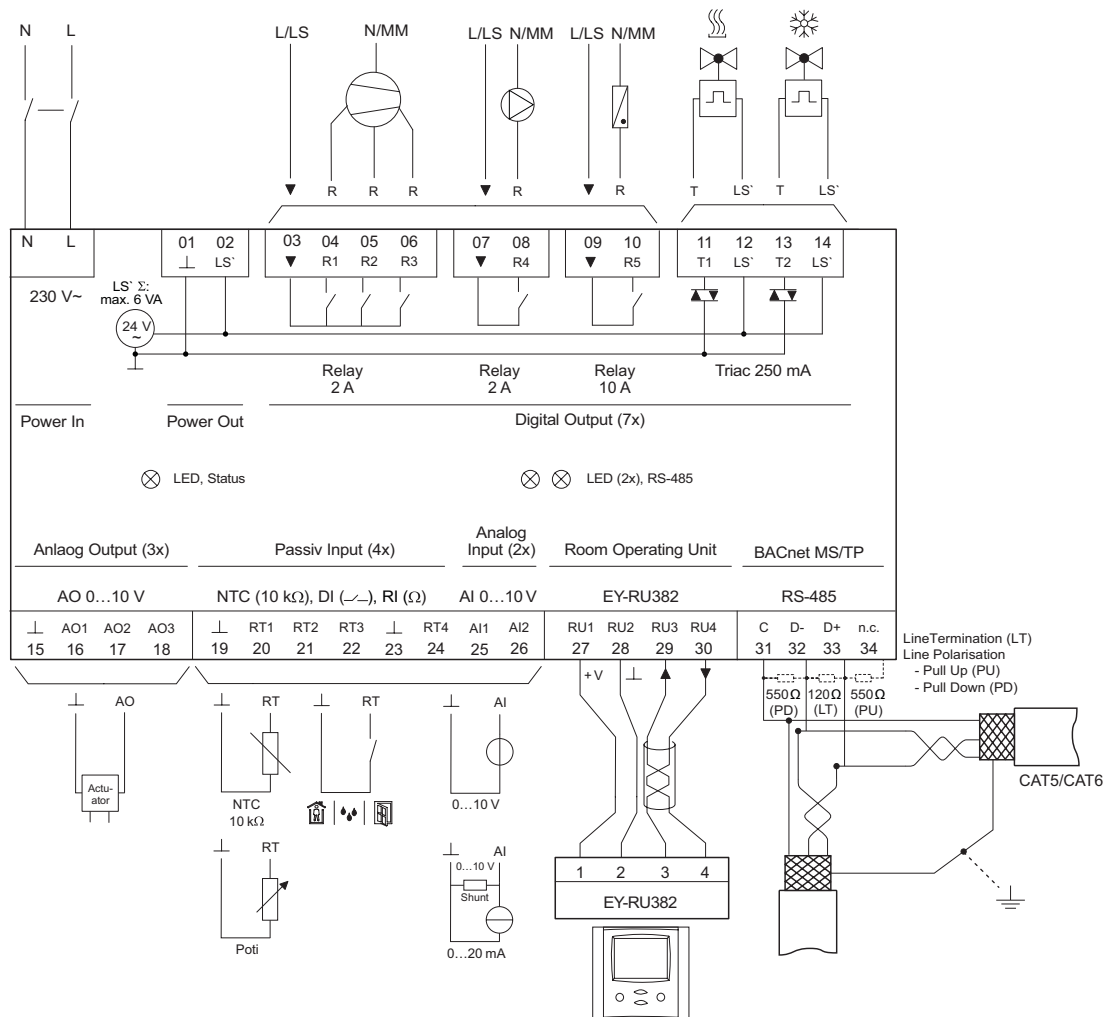 N L L/LS N/MM L/LS N/MM L/LS N/MM
▼ R R R ▼ R ▼ R T LS` T LS`
N L 01 02 03 04 05 06 07 08 09 10 11 12 13 14
⊥ LS` ▼ R1 R2 R3 ▼ R4 ▼ R5 T1 LS` T2 LS`
230 V~
LS` Σ:
max. 6 VA
24 V
~
Relay
2 A
Relay
2 A
Relay
10 A
Triac 250 mA
Power In Power Out Digital Output (7x)
LED, Status LED (2x), RS-485
Anlaog Output (3x) Passiv Input (4x) Analog
Input (2x) Room Operating Unit BACnet MS/TP
AO 0…10 V NTC (10 kΩ), DI ( ), RI (Ω) AI 0…10 V EY-RU382 RS-485
⊥ AO1 AO2 AO3 ⊥ RT1 RT2 RT3 ⊥ RT4 AI1 AI2 RU1 RU2 RU3 RU4 C D- D+ n.c.
15 16 17 18 19 20 21 22 23 24 25 26 27 28 29 30 31 32 33 34
LineTermination (LT)
Line Polarisation
- Pull Up (PU)
- Pull Down (PD)
+V ⊥ ▲ ▼
550 Ω
(PD)
120 Ω
(LT)
550 Ω
(PU)
⊥ AO
Actu-
ator
⊥ RT
NTC
10 kΩ
⊥ RT
⊥ AI
0…10 V
CAT5/CAT6
⊥ RT
Poti
⊥ AI
0…10 V
Shunt
0…20 mA
1 2 3 4
EY-RU382